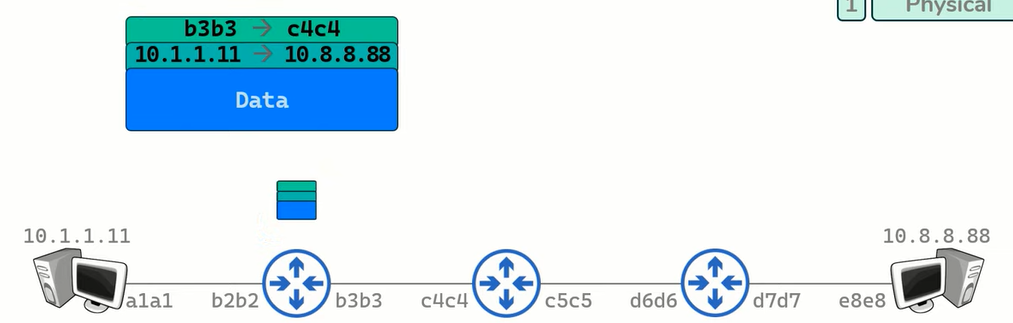 1 Physical
b3b3 → c4c4
10.1.1.11 → 10.8.8.88
Data
10.1.1.11
10.8.8.88
a1a1 b2b2 b3b3 c4c4 c5c5 d6d6 d7d7 e8e8